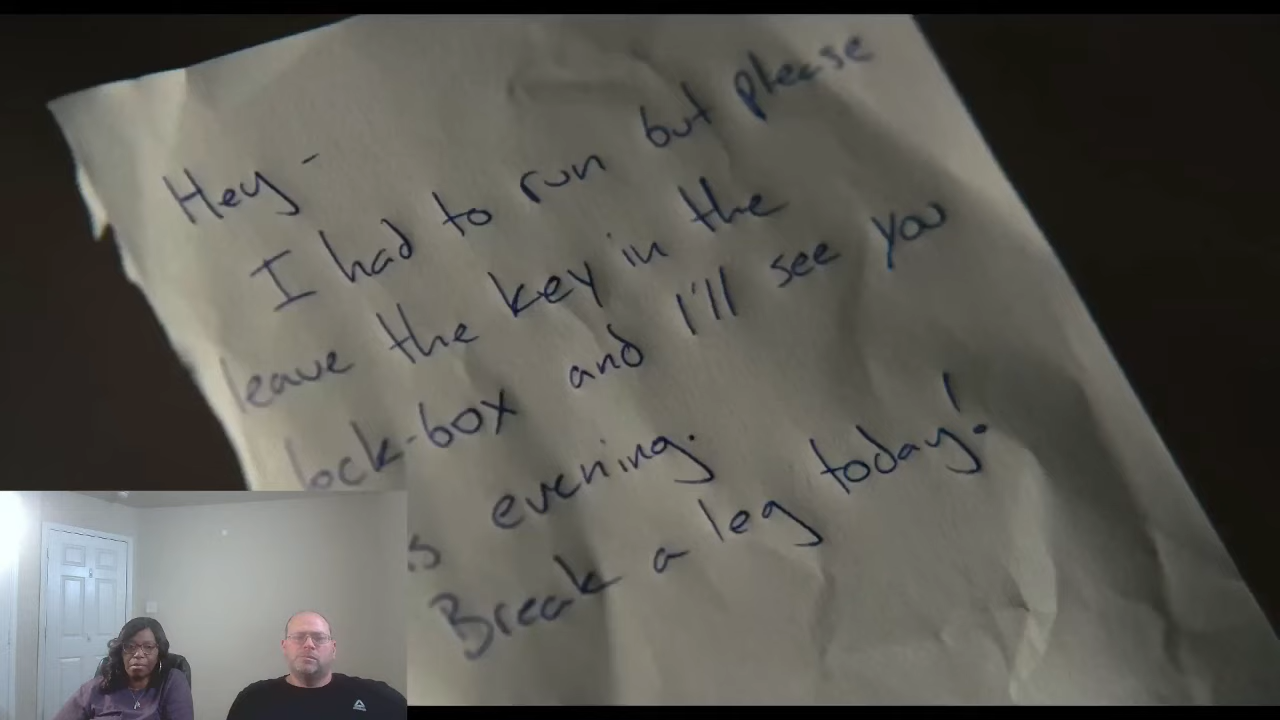 Hey -
I had to run but please
leave the key in the
lock-box and I'll see you
s evening.
Break a leg today!